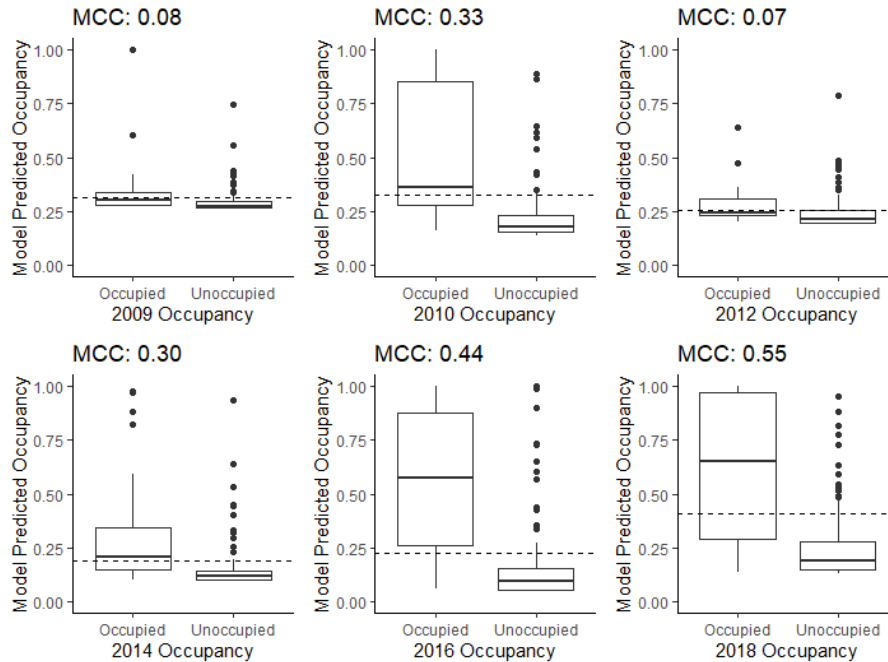 MCC: 0.08
Model Predicted Occupancy
1.00
0.75
0.50
0.25
0.00
Occupied Unoccupied
2009 Occupancy
MCC: 0.33
Model Predicted Occupancy
1.00
0.75
0.50
0.25
0.00
Occupied Unoccupied
2010 Occupancy
MCC: 0.07
Model Predicted Occupancy
1.00
0.75
0.50
0.25
0.00
Occupied Unoccupied
2012 Occupancy
MCC: 0.30
Model Predicted Occupancy
1.00
0.75
0.50
0.25
0.00
Occupied Unoccupied
2014 Occupancy
MCC: 0.44
Model Predicted Occupancy
1.00
0.75
0.50
0.25
0.00
Occupied Unoccupied
2016 Occupancy
MCC: 0.55
Model Predicted Occupancy
1.00
0.75
0.50
0.25
0.00
Occupied Unoccupied
2018 Occupancy